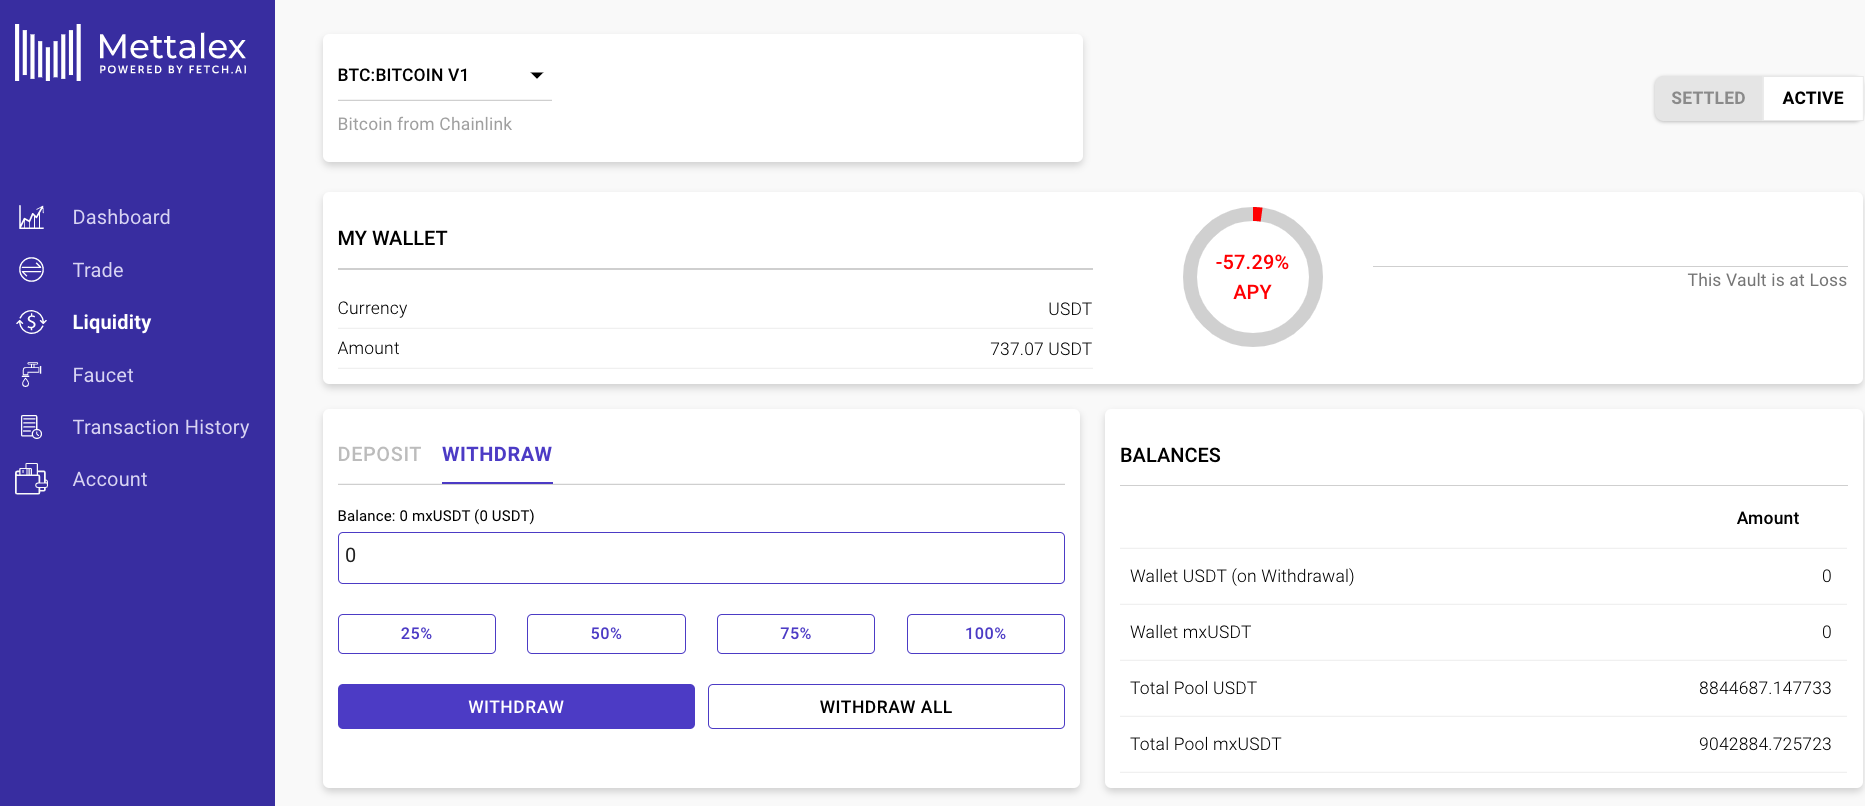 Mettalex
POWERED BY FETCH.AI
Dashboard
Trade
Liquidity
Faucet
Transaction History
Account
BTC:BITCOIN V1
Bitcoin from Chainlink
SETTLED ACTIVE
MY WALLET
Currency USDT
Amount 737.07 USDT
-57.29%
APY
This Vault is at Loss
DEPOSIT WITHDRAW
Balance: 0 mxUSDT (0 USDT)
0
25% 50% 75% 100%
WITHDRAW WITHDRAW ALL
BALANCES
Amount
Wallet USDT (on Withdrawal) 0
Wallet mxUSDT 0
Total Pool USDT 8844687.147733
Total Pool mxUSDT 9042884.725723